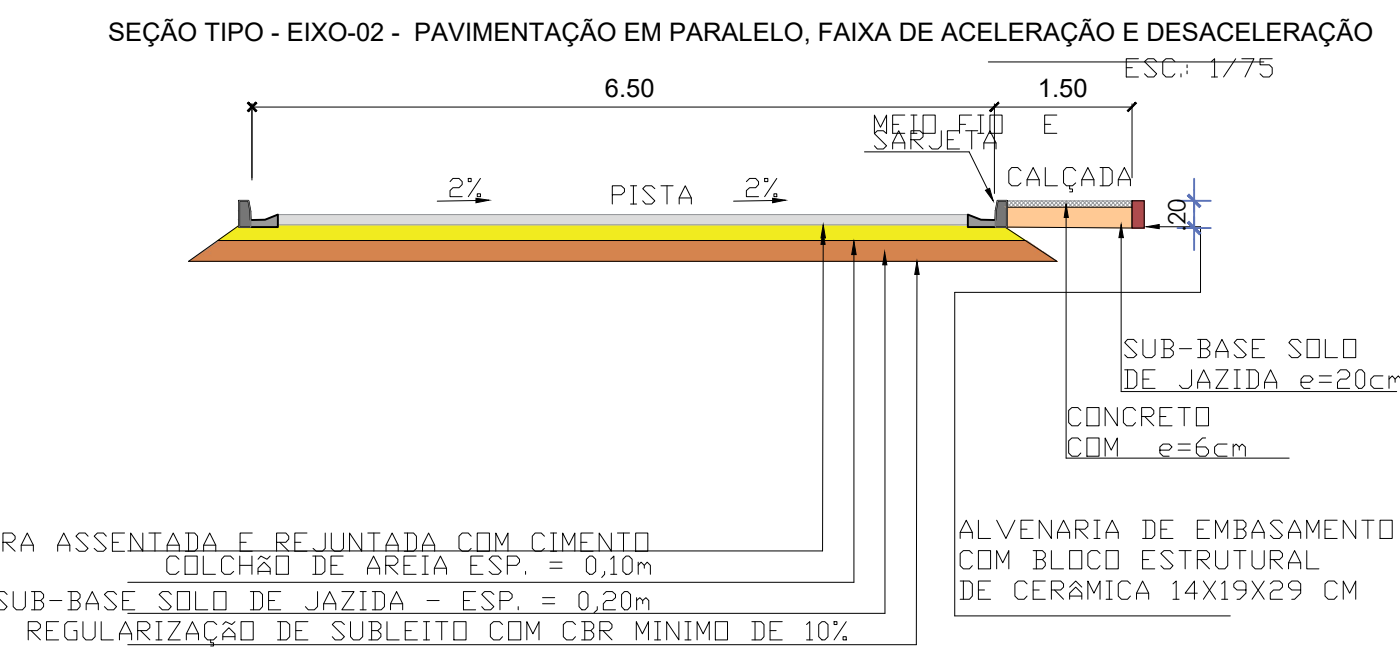 SEÇÃO TIPO - EIXO-02 - PAVIMENTAÇÃO EM PARALELO, FAIXA DE ACELERAÇÃO E DESACELERAÇÃO
ESC.: 1/75
6.50
1.50
MEIO FIO E
SARJETA
CALÇADA
2%
PISTA
2%
.20
SUB-BASE SOLO
DE JAZIDA e=20cm
CONCRETO
COM e=6cm
RA ASSENTADA E REJUNTADA COM CIMENTO
COLCHÃO DE AREIA ESP. = 0,10m
SUB-BASE SOLO DE JAZIDA - ESP. = 0,20m
REGULARIZAÇÃO DE SUBLEITO COM CBR MINIMO DE 10%
ALVENARIA DE EMBASAMENTO
COM BLOCO ESTRUTURAL
DE CERÂMICA 14X19X29 CM